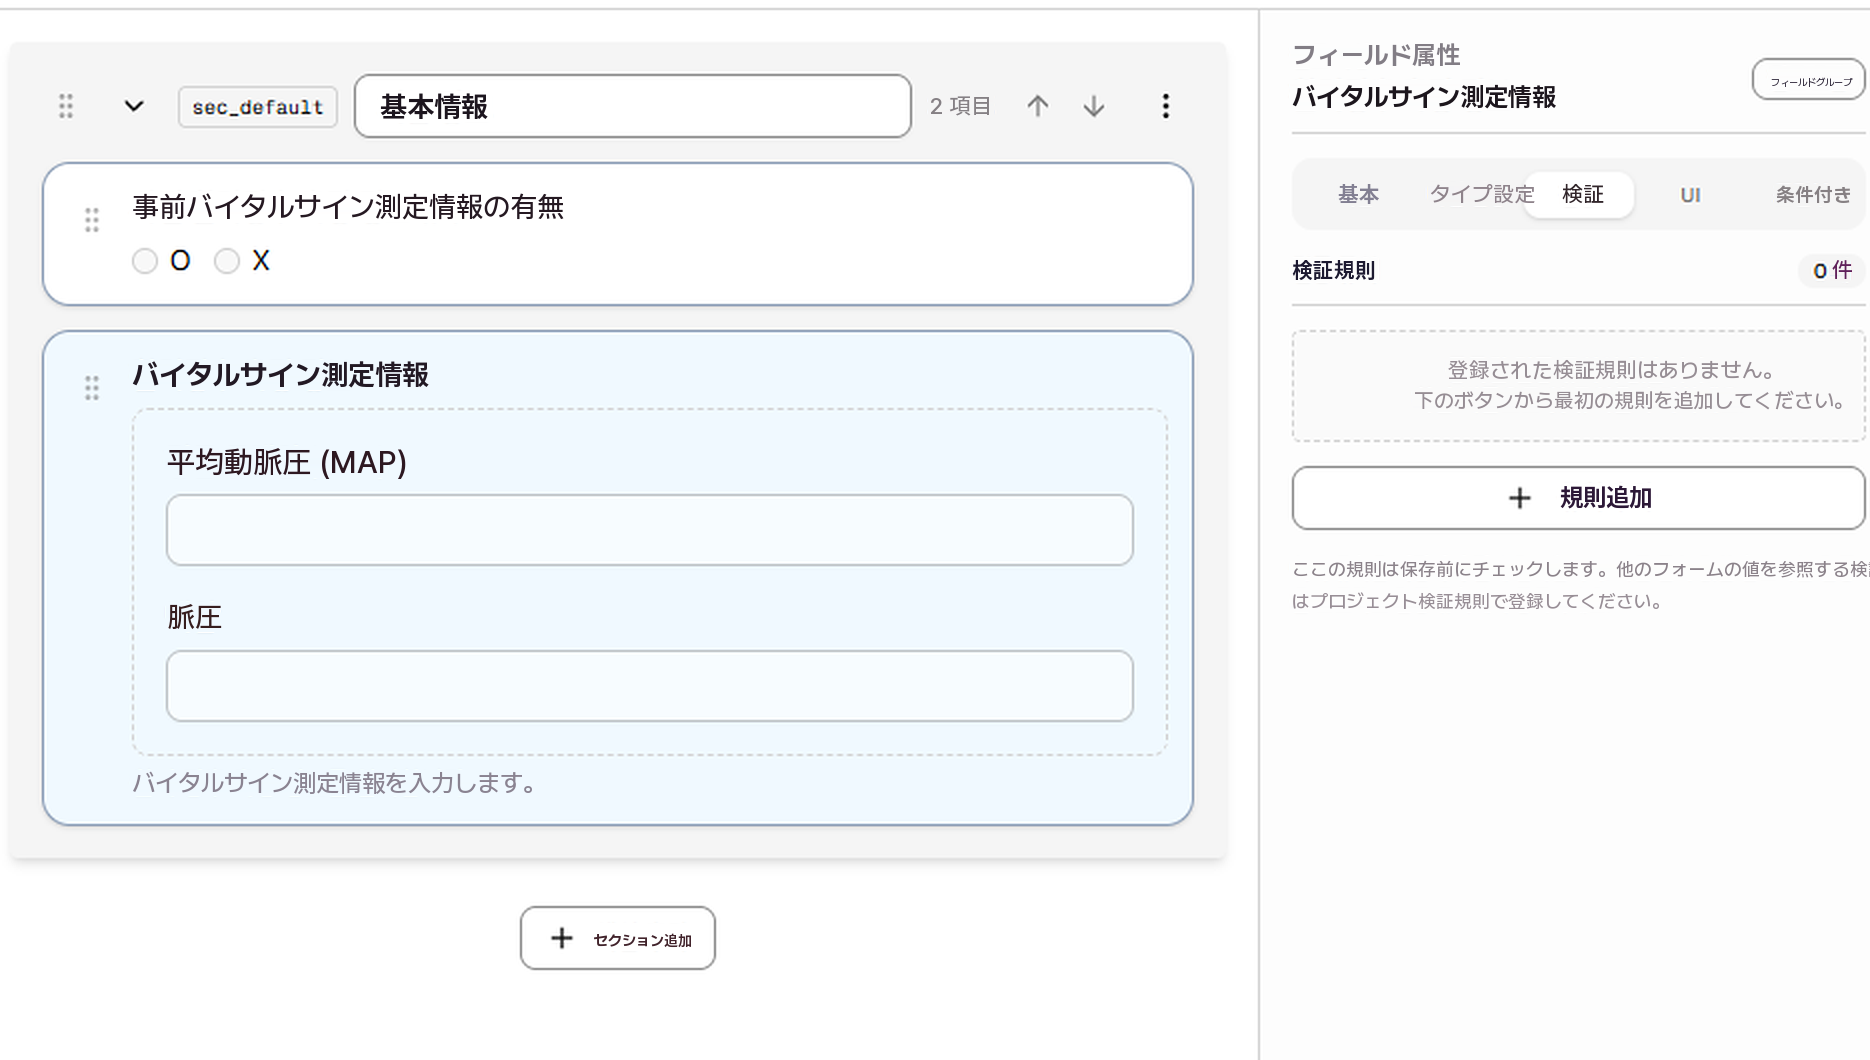 sec_default
基本情報
2 項目
事前バイタルサイン測定情報の有無
O X
バイタルサイン測定情報
平均動脈圧 (MAP)
脈圧
バイタルサイン測定情報を入力します。
セクション追加
フィールド属性
バイタルサイン測定情報
フィールドグループ
基本 タイプ設定 検証 UI 条件付き
検証規則
0 件
登録された検証規則はありません。
下のボタンから最初の規則を追加してください。
規則追加
ここの規則は保存前にチェックします。他のフォームの値を参照する検証
はプロジェクト検証規則で登録してください。